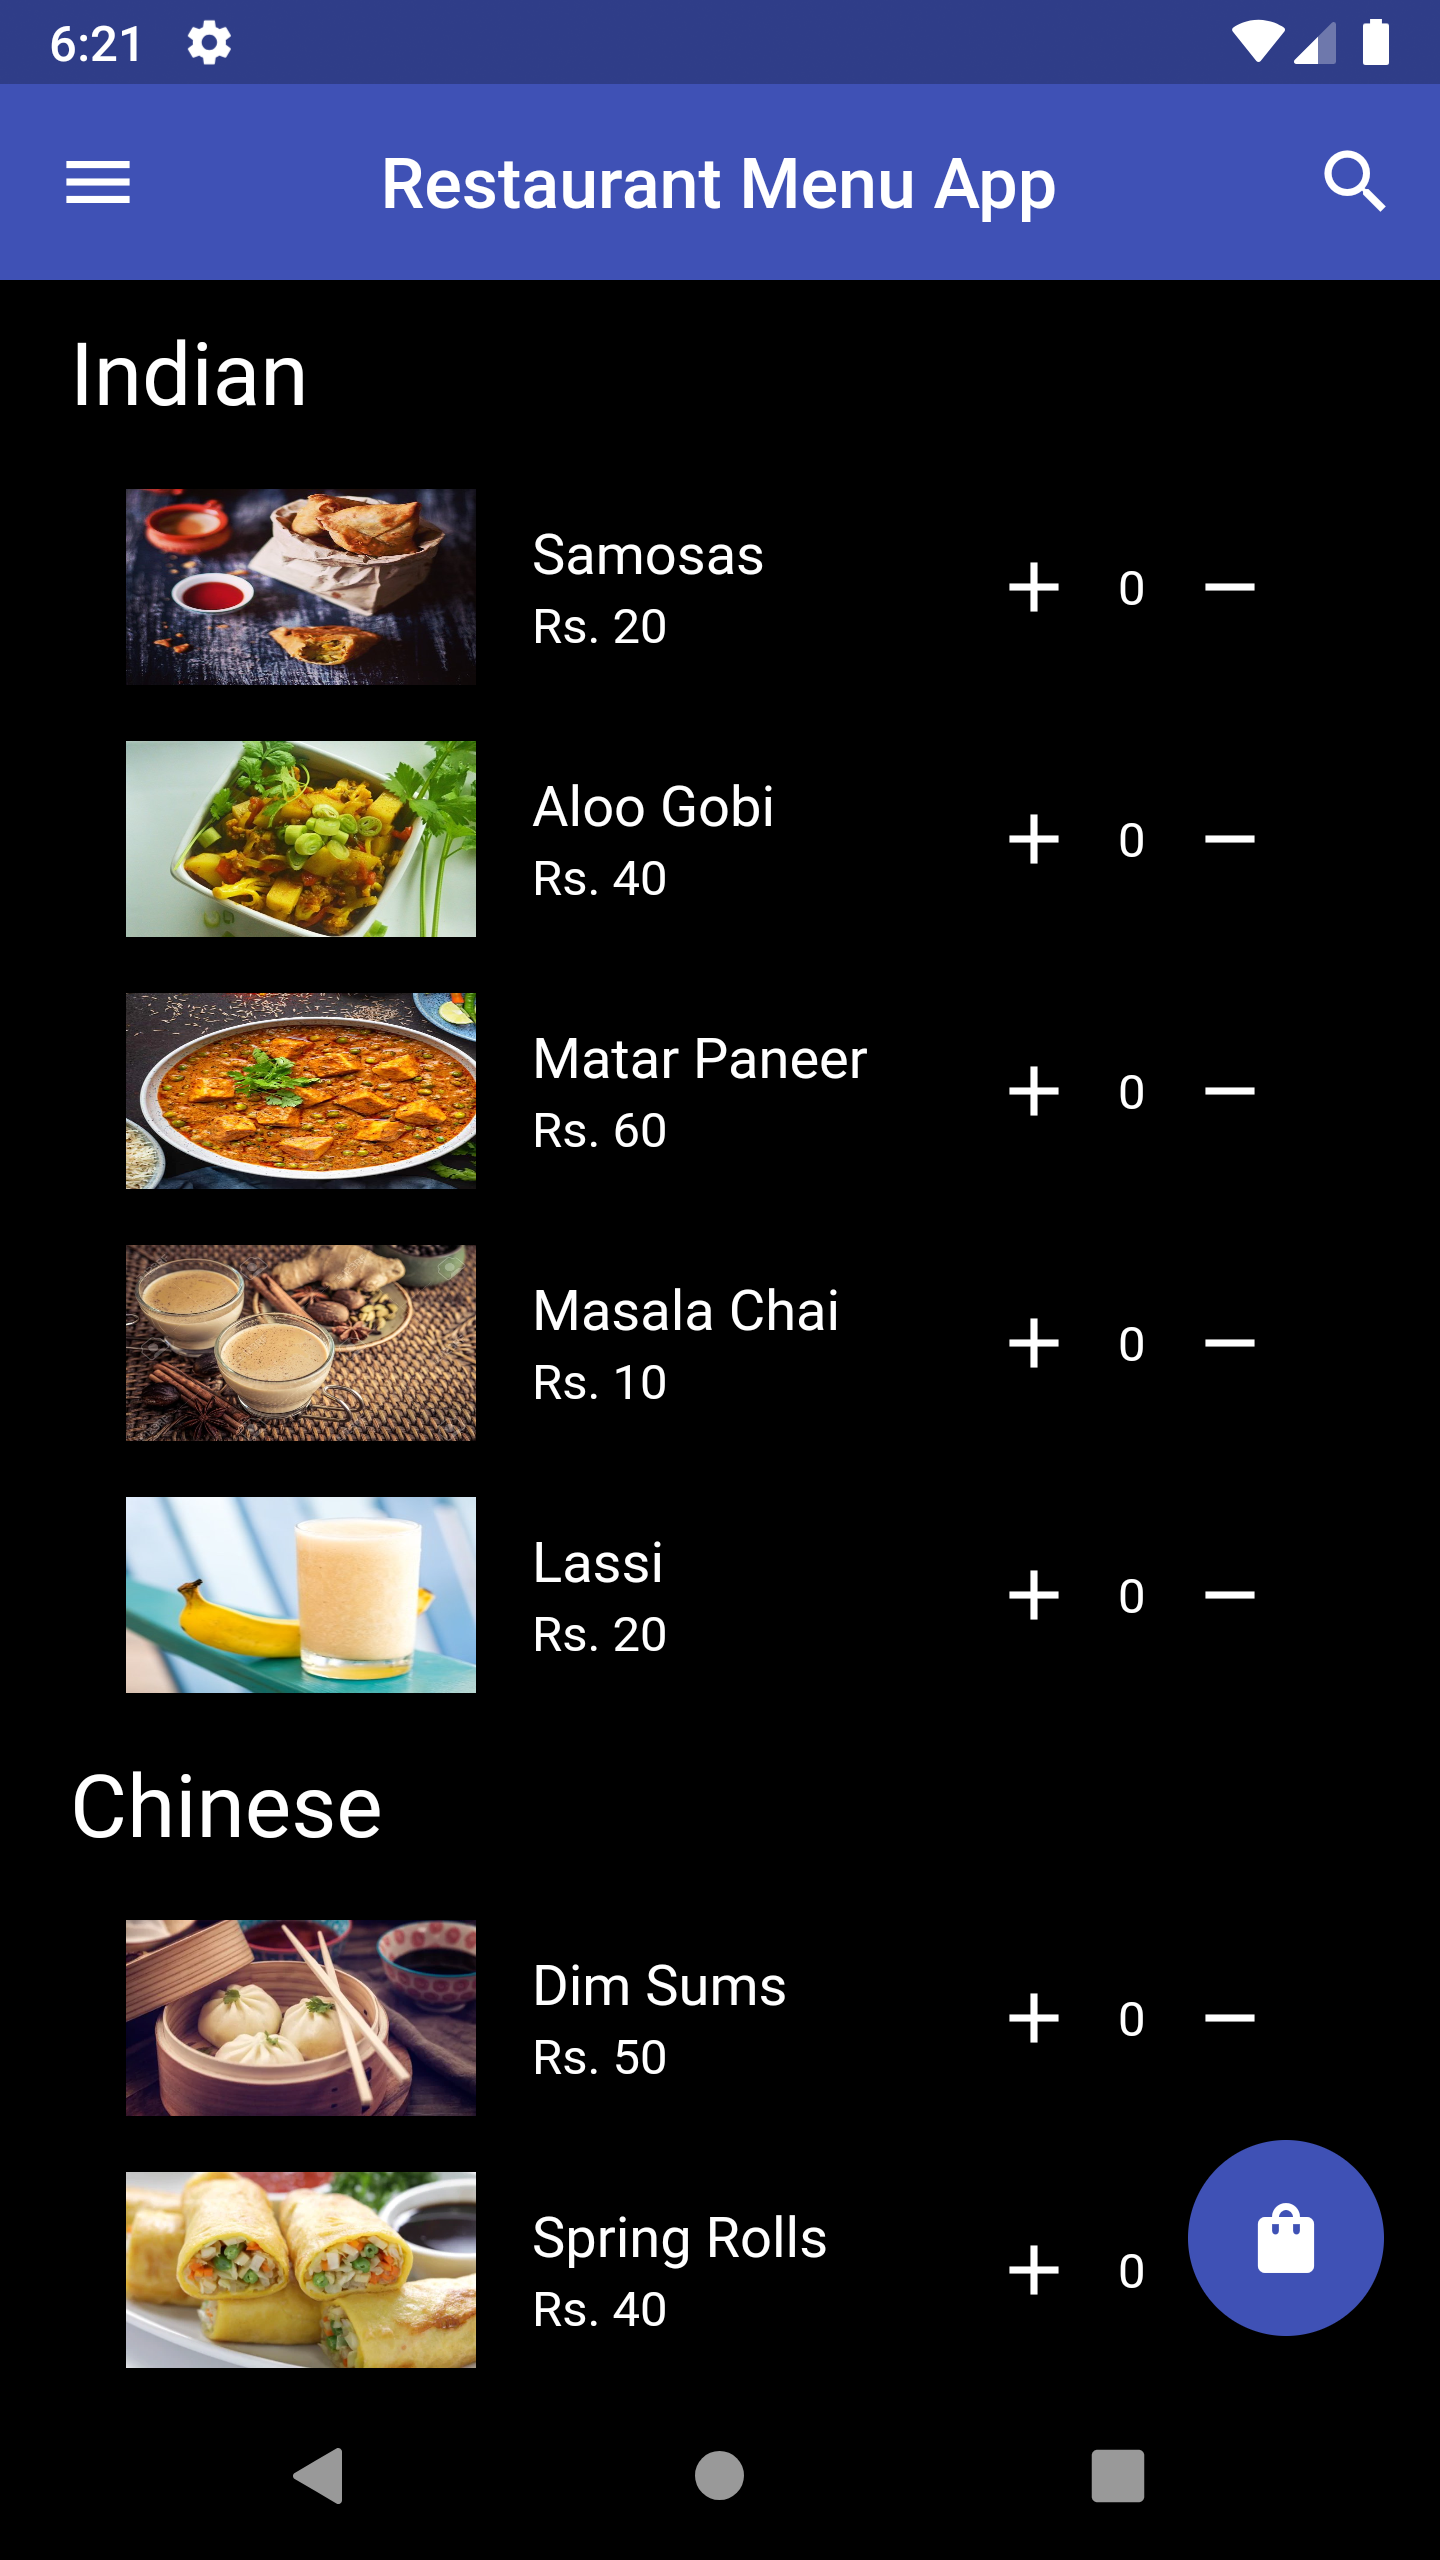 6:21
Restaurant Menu App
Indian
Samosas
Rs. 20
0
Aloo Gobi
Rs. 40
0
Matar Paneer
Rs. 60
0
Masala Chai
Rs. 10
0
Lassi
Rs. 20
0
Chinese
Dim Sums
Rs. 50
0
Spring Rolls
Rs. 40
0